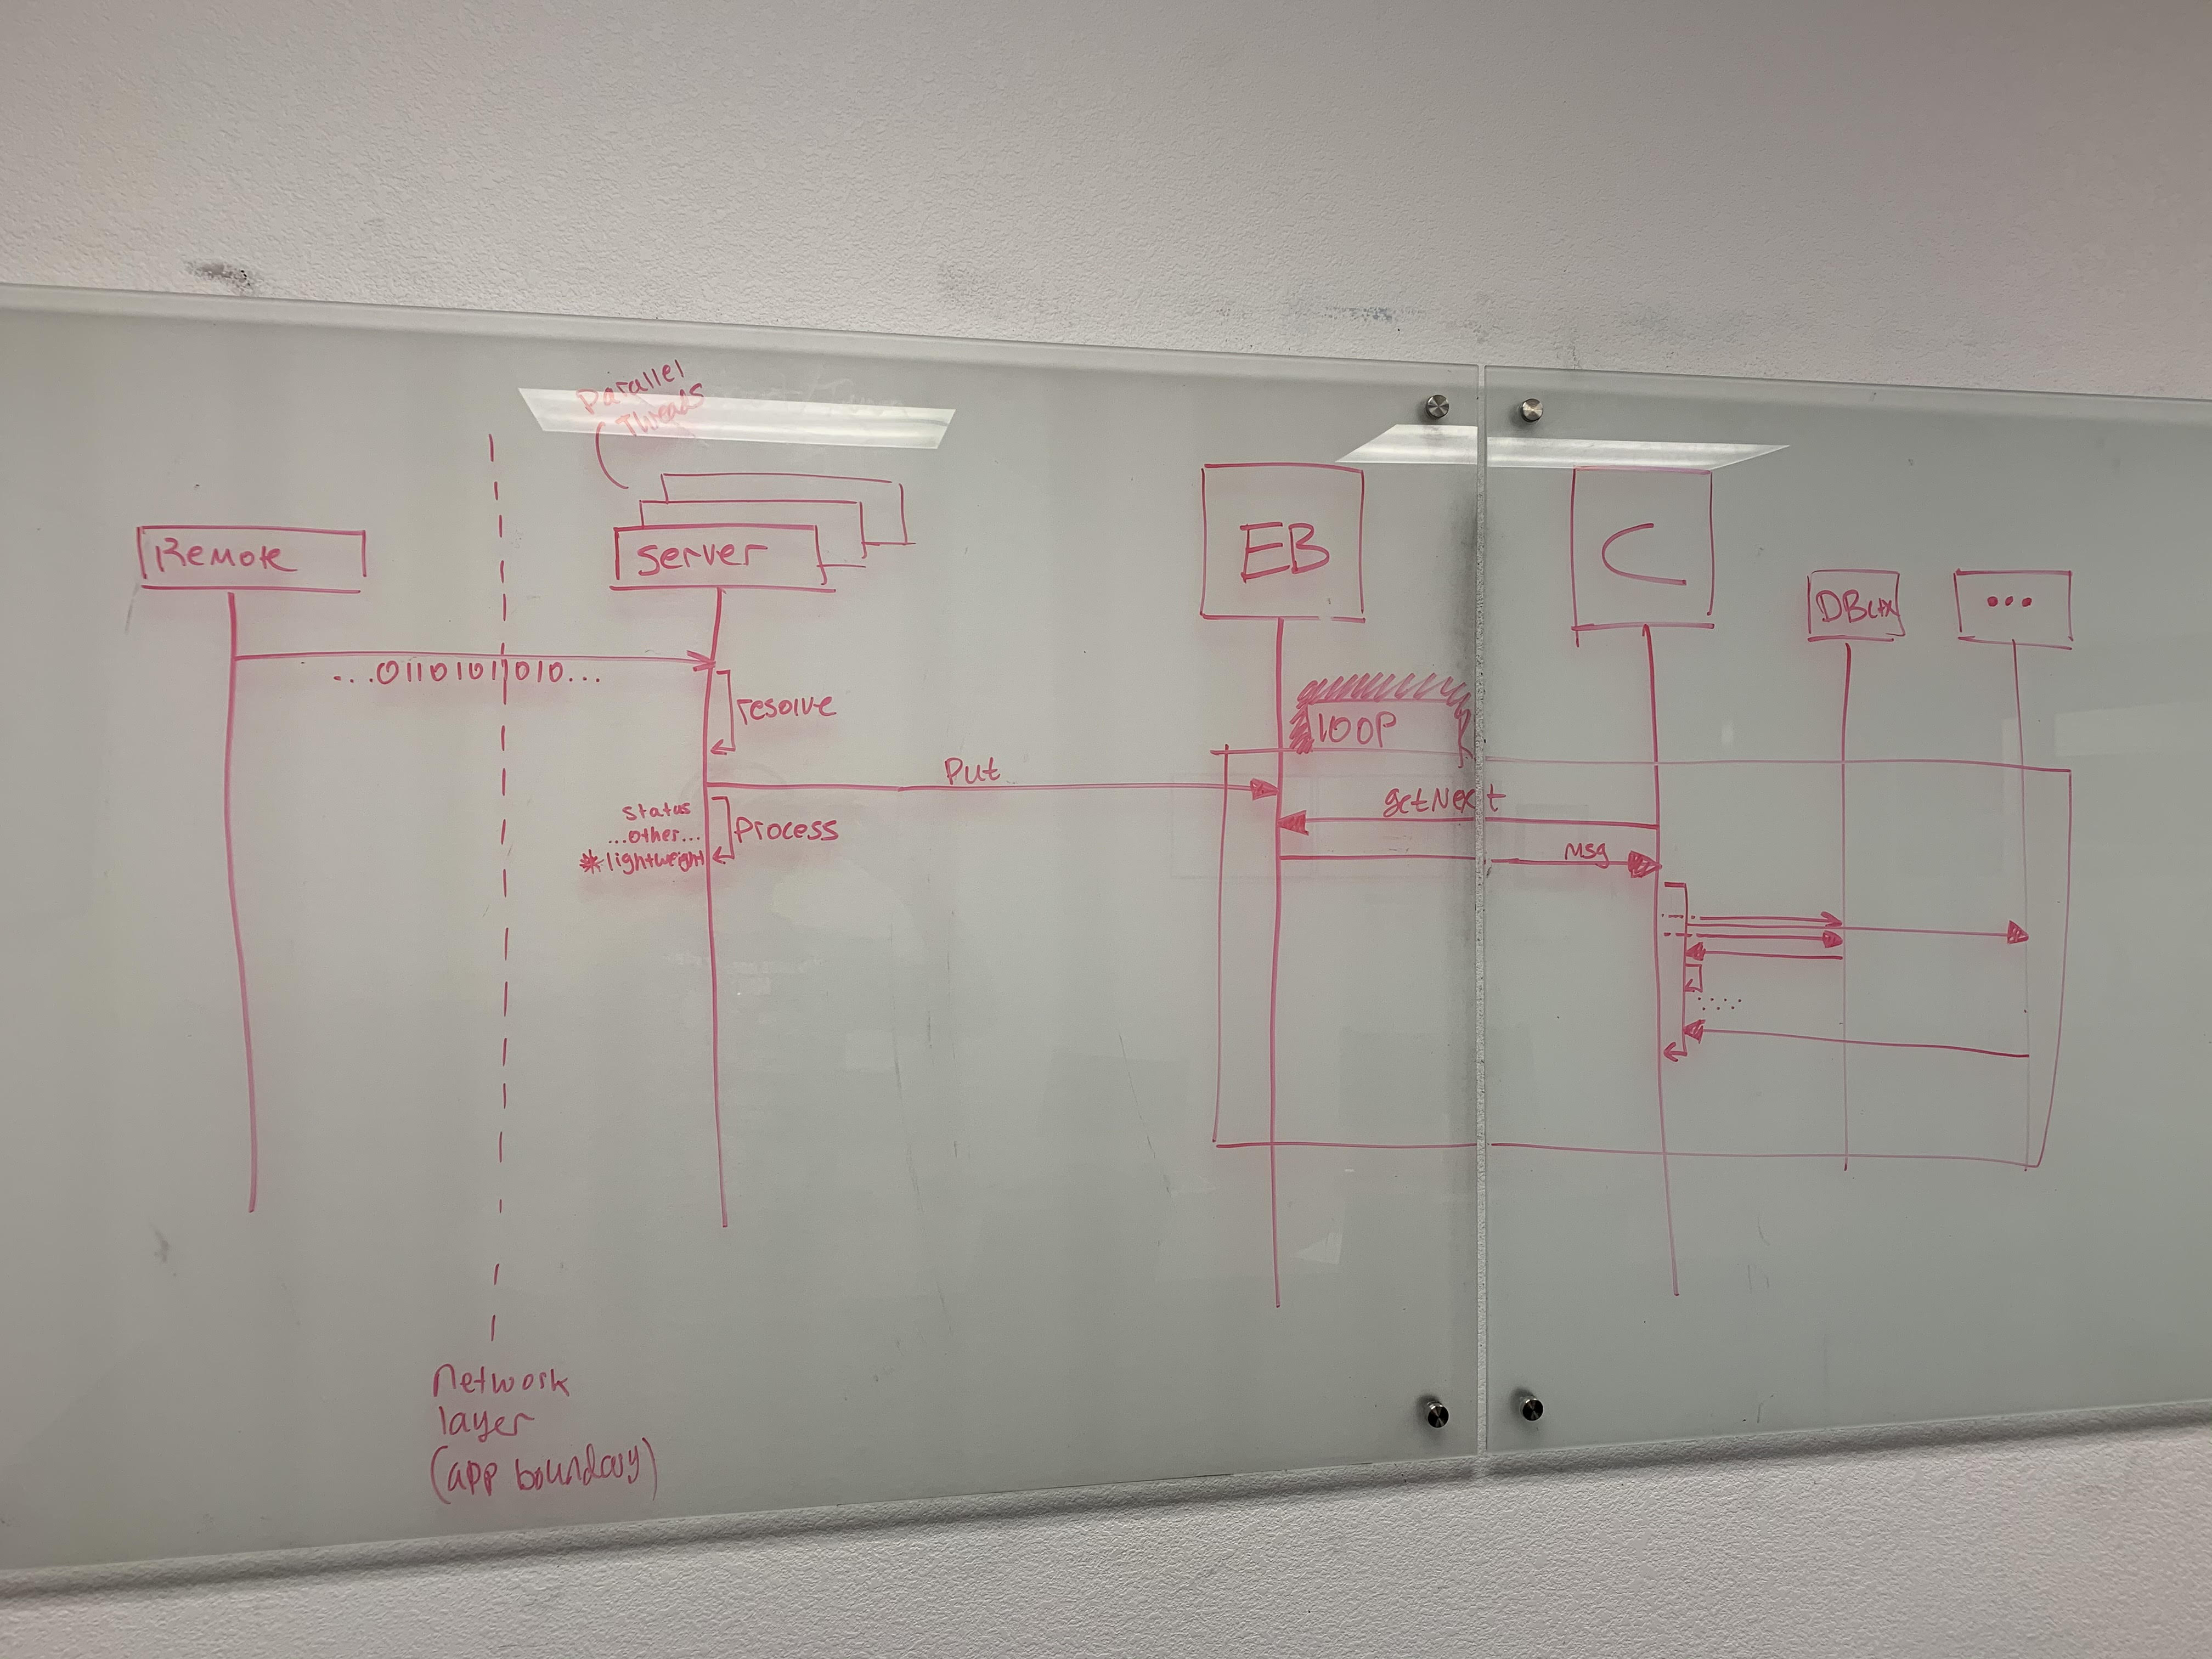 Parallel
Threads
Remote
Server
EB
C
DBctx
...
...01101011010...
resolve
loop
Put
getNext
status
...other...
*lightweight
Process
Msg
.....
network
layer
(app boundary)